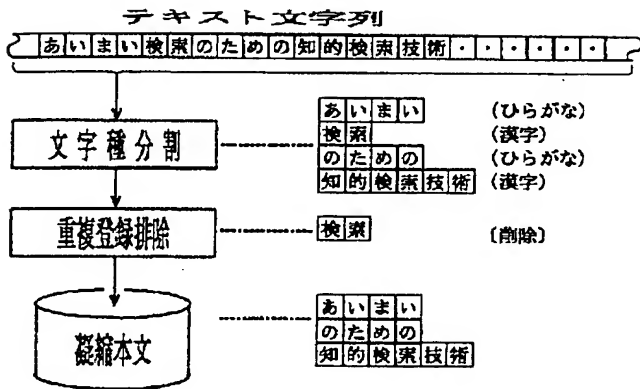 テキスト文字列
あいまい検索のための知的検索技術・・・・・・
あいまい (ひらがな)
文字種分割 検索 (漢字)
のための (ひらがな)
知的検索技術 (漢字)
重複登録排除 検索 〔削除〕
あいまい
凝縮本文 のための
知的検索技術